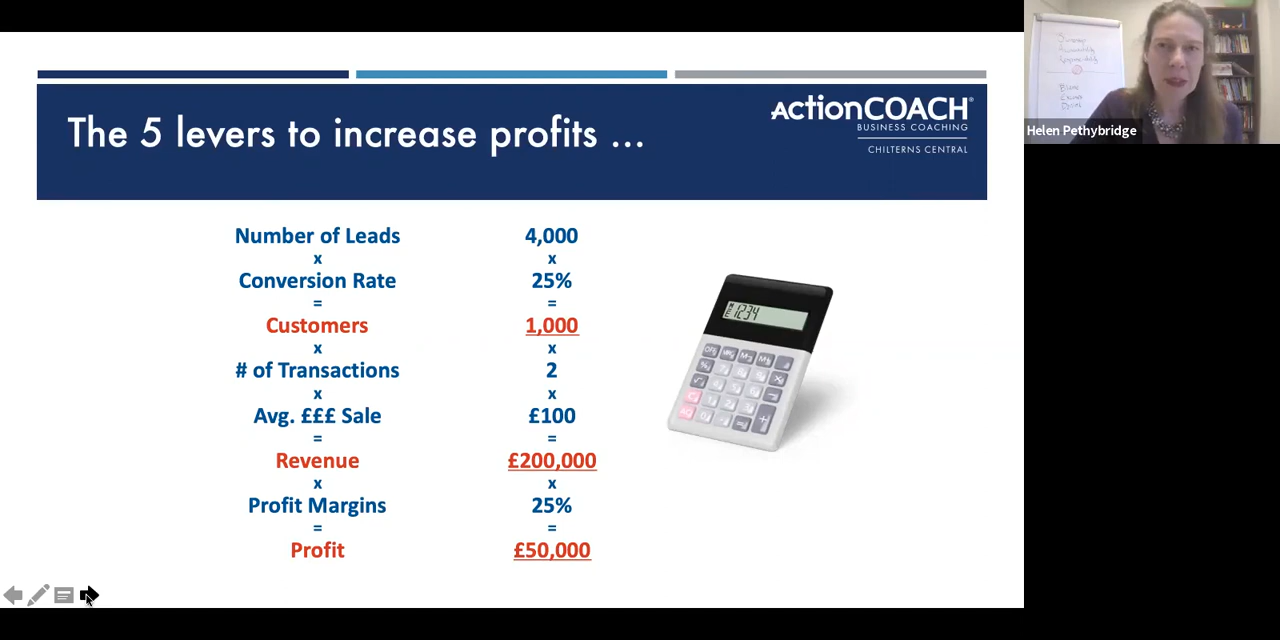 The 5 levers to increase profits ...
ActionCOACH®
BUSINESS COACHING
CHILTERNS CENTRAL
Number of Leads 4,000
x x
Conversion Rate 25%
= =
Customers 1,000
x x
# of Transactions 2
x x
Avg. £££ Sale £100
= =
Revenue £200,000
x x
Profit Margins 25%
= =
Profit £50,000
1234
Helen Pethybridge